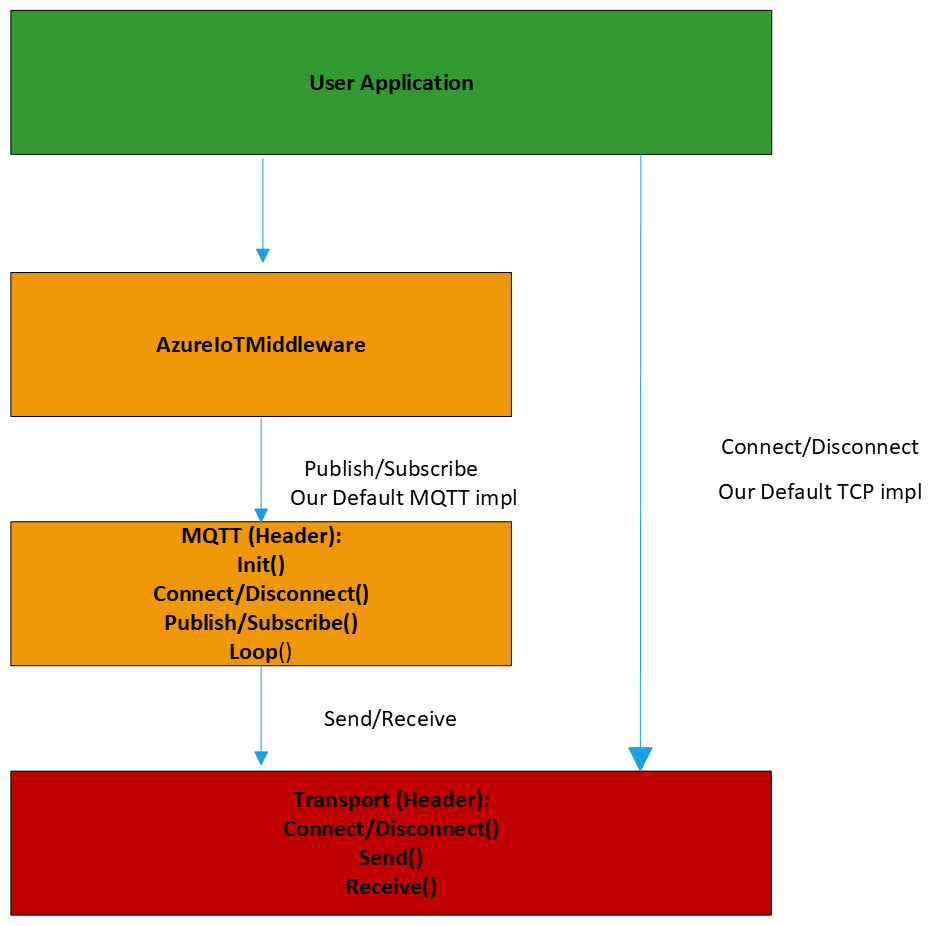 User Application
AzureIoTMiddleware
Connect/Disconnect
Our Default TCP impl
Publish/Subscribe
Our Default MQTT impl
MQTT (Header):
Init()
Connect/Disconnect()
Publish/Subscribe()
Loop()
Send/Receive
Transport (Header):
Connect/Disconnect()
Send()
Receive()